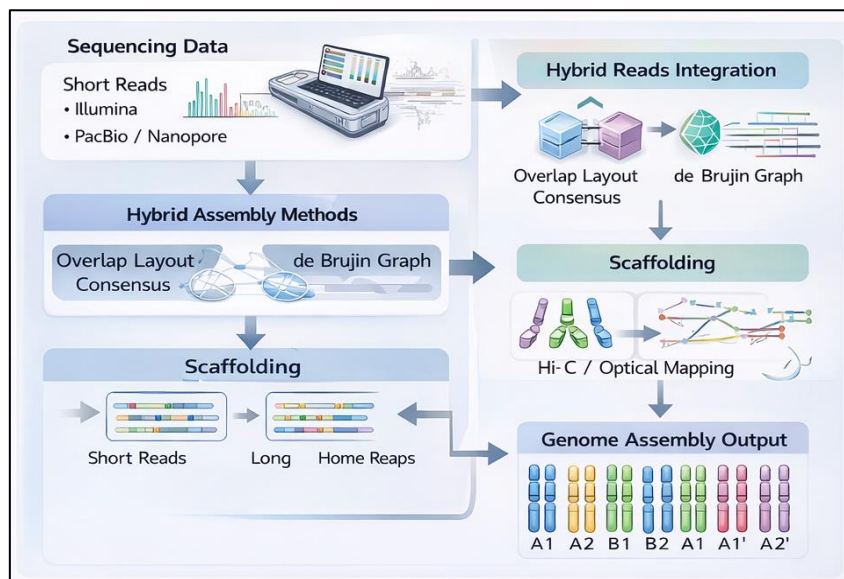 Sequencing Data
Short Reads
• Illumina
• PacBio / Nanopore
Hybrid Assembly Methods
Overlap Layout
Consensus
de Brujin Graph
Scaffolding
Short Reads
Long
Home Reaps
Hybrid Reads Integration
Overlap Layout
Consensus
de Brujin Graph
Scaffolding
Hi-C / Optical Mapping
Genome Assembly Output
A1 A2 B1 B2 A1 A1' A2'